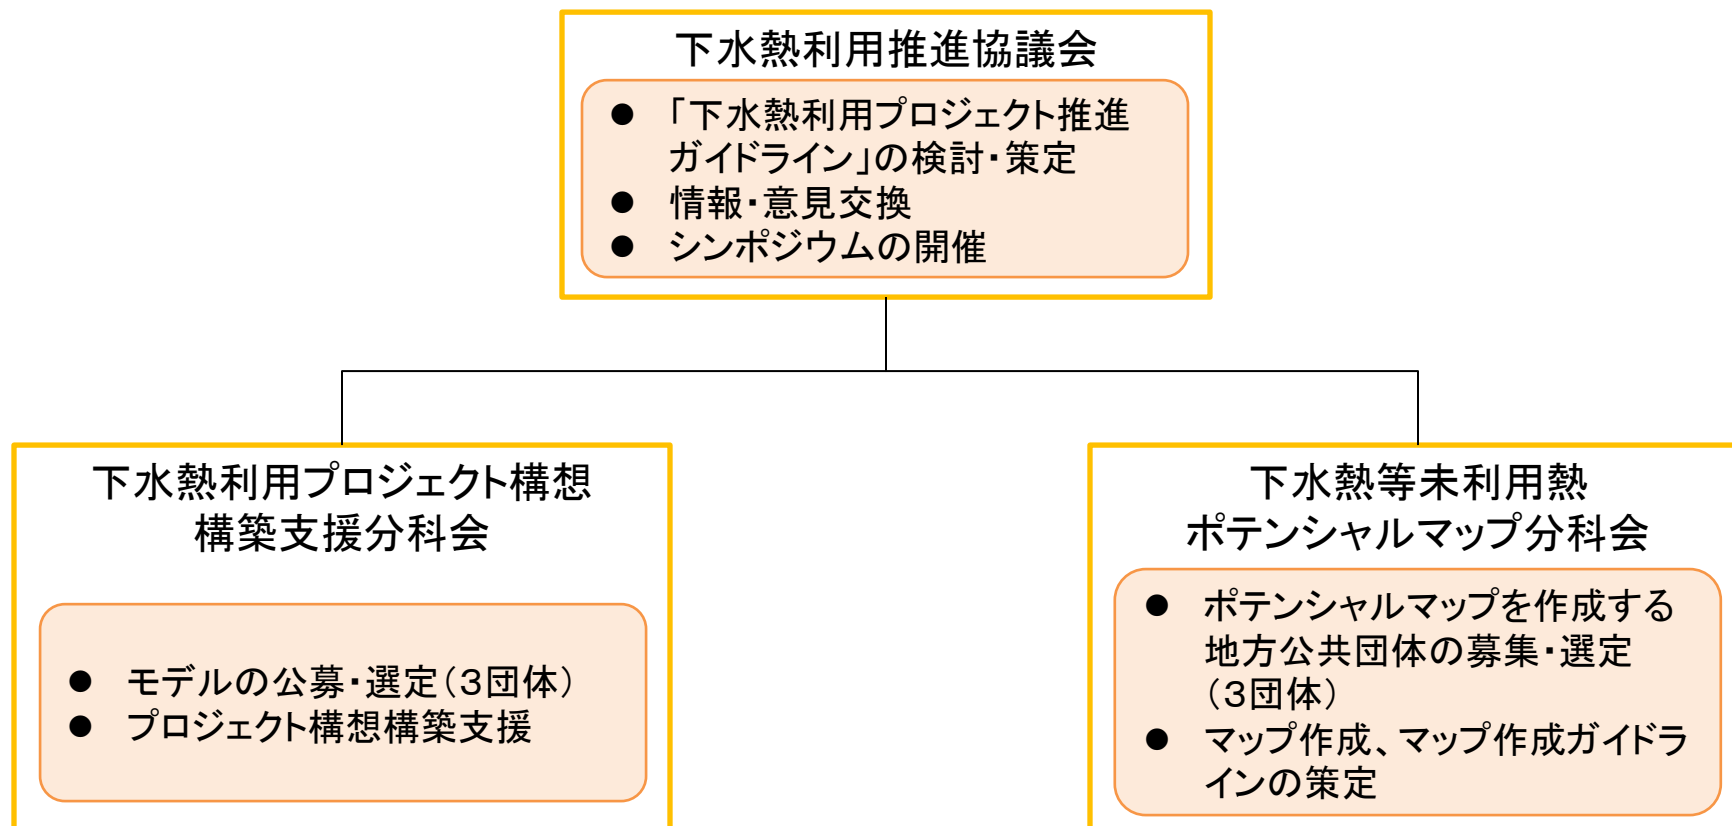 下水熱利用推進協議会
● 「下水熱利用プロジェクト推進
ガイドライン」の検討・策定
● 情報・意見交換
● シンポジウムの開催
下水熱利用プロジェクト構想
構築支援分科会
● モデルの公募・選定(3団体)
● プロジェクト構想構築支援
下水熱等未利用熱
ポテンシャルマップ分科会
● ポテンシャルマップを作成する
地方公共団体の募集・選定
(3団体)
● マップ作成、マップ作成ガイドラ
インの策定